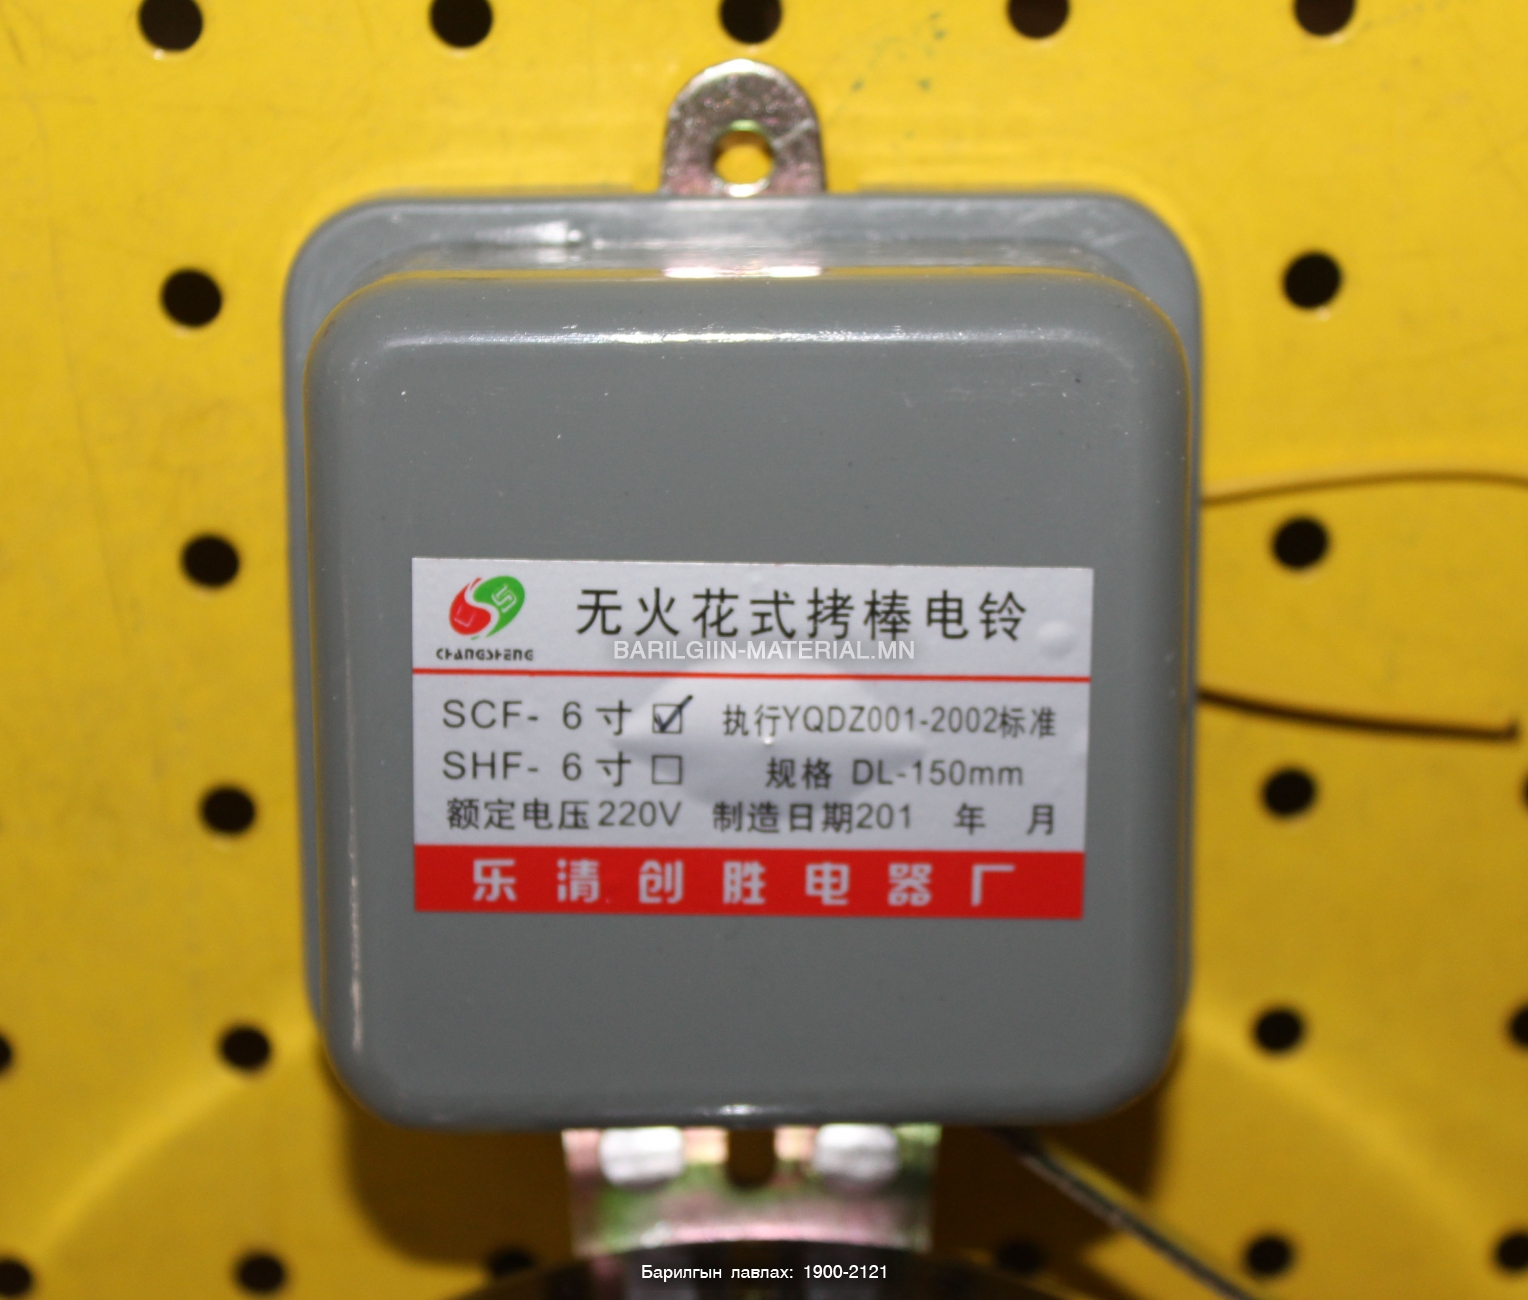 无火花式拷棒电铃
CHANGSHENG
BARILGIIN-MATERIAL.MN
SCF- 6寸 ☑ 执行YQDZ001-2002标准
SHF- 6寸 ☐ 规格 DL-150mm
额定电压220V 制造日期201 年 月
乐清创胜电器厂
Барилгын лавлах: 1900-2121